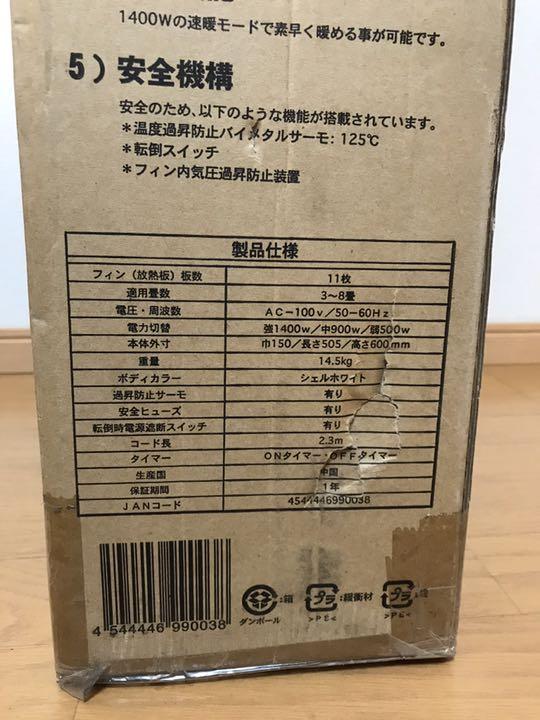 1400Wの速暖モードで素早く暖める事が可能です。
5）安全機構
安全のため、以下のような機能が搭載されています。
＊温度過昇防止バイメタルサーモ：125℃
＊転倒スイッチ
＊フィン内気圧過昇防止装置
製品仕様
フィン（放熱板）板数 11枚
適用畳数 3～8畳
電圧・周波数 AC－100v／50－60Hz
電力切替 強1400w／中900w／弱500w
本体外寸 巾150／長さ505／高さ600mm
重量 14.5kg
ボディカラー シェルホワイト
過昇防止サーモ 有り
安全ヒューズ 有り
転倒時電源遮断スイッチ 有り
コード長 2.3m
タイマー ONタイマー・OFFタイマー
生産国 中国
保証期間 1年
JANコード 4544446990038
4 544446 990038
ダンボール :箱
プラ :緩衝材
>PE<
プラ
>PE<